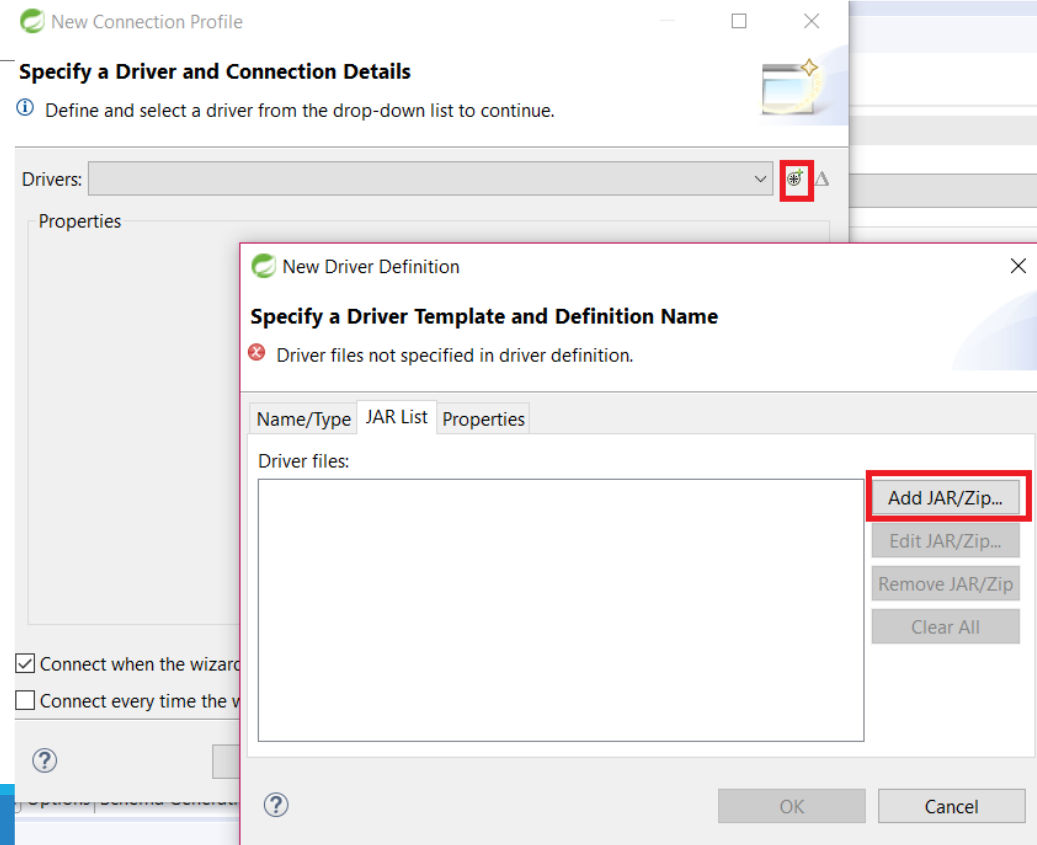 New Connection Profile
Specify a Driver and Connection Details
Define and select a driver from the drop-down list to continue.
Drivers:
Properties
New Driver Definition
Specify a Driver Template and Definition Name
Driver files not specified in driver definition.
Name/Type JAR List Properties
Driver files:
Add JAR/Zip...
Edit JAR/Zip...
Remove JAR/Zip
Clear All
Connect when the wizard
Connect every time the
OK Cancel